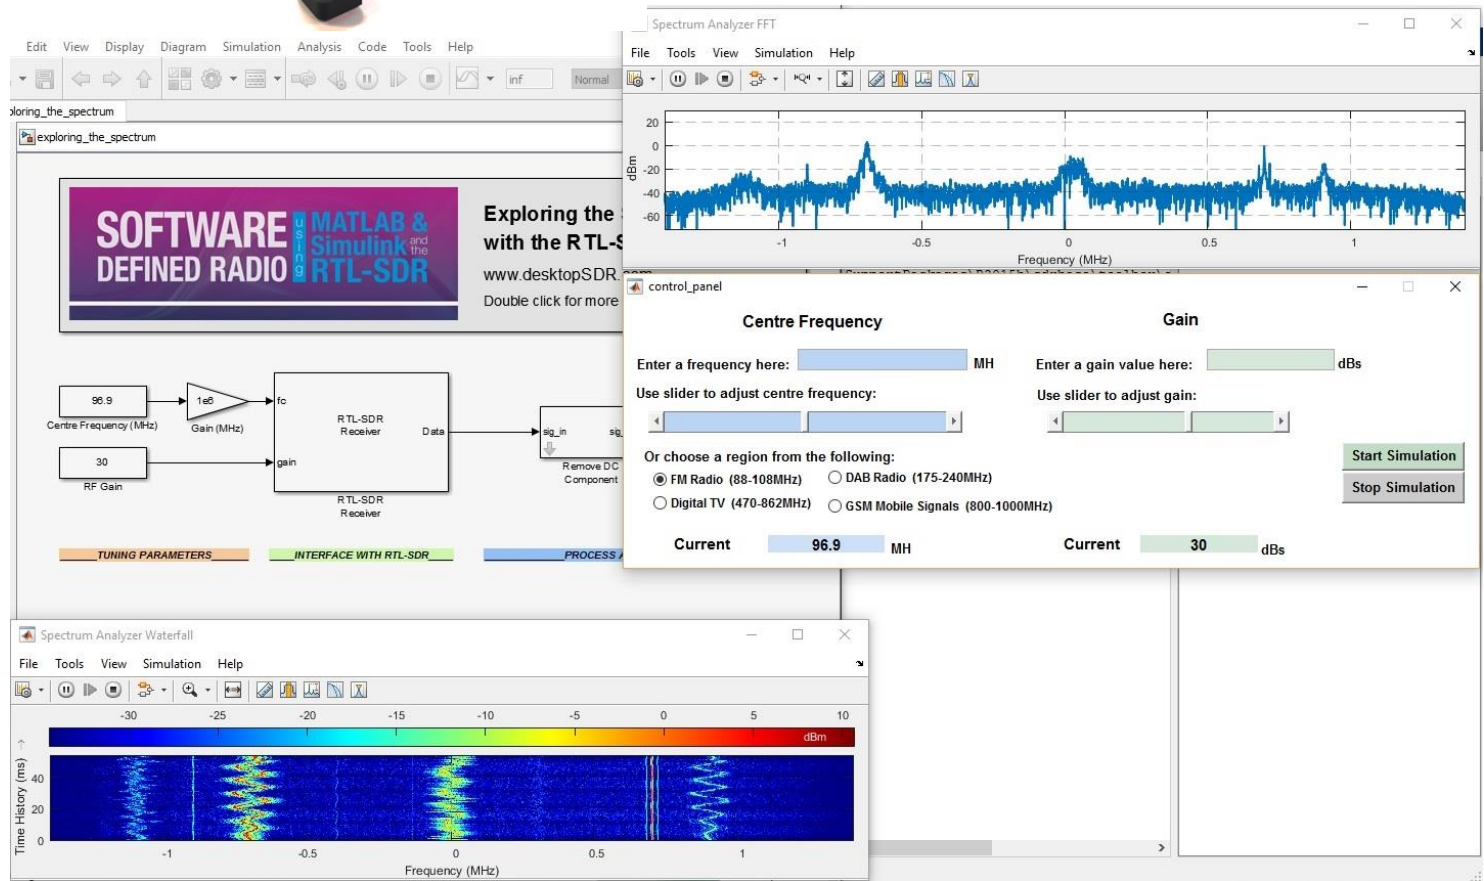 Edit View Display Diagram Simulation Analysis Code Tools Help
inf Normal
ploring_the_spectrum
exploring_the_spectrum
SOFTWARE
DEFINED RADIO
using
MATLAB &
Simulink and the
RTL-SDR
Exploring the
with the RTL-S
www.desktopSDR.
Double click for more
96.9
Centre Frequency (MHz)
1e6
Gain (MHz)
30
RF Gain
fc
gain
RTL-SDR
Receiver
Data
RTL-SDR
Receiver
sig_in
sig_
Remove DC
Component
TUNING PARAMETERS
INTERFACE WITH RTL-SDR
PROCESS A
Spectrum Analyzer FFT
File Tools View Simulation Help
20
0
-20
-40
-60
dBm
-1 -0.5 0 0.5 1
Frequency (MHz)
control_panel
Centre Frequency
Gain
Enter a frequency here: MH
Enter a gain value here: dBs
Use slider to adjust centre frequency:
Use slider to adjust gain:
Or choose a region from the following:
FM Radio (88-108MHz) DAB Radio (175-240MHz)
Digital TV (470-862MHz) GSM Mobile Signals (800-1000MHz)
Start Simulation
Stop Simulation
Current 96.9 MH
Current 30 dBs
Spectrum Analyzer Waterfall
File Tools View Simulation Help
-30 -25 -20 -15 -10 -5 0 5 10
dBm
Time History (ms)
40
20
0
-1 -0.5 0 0.5 1
Frequency (MHz)